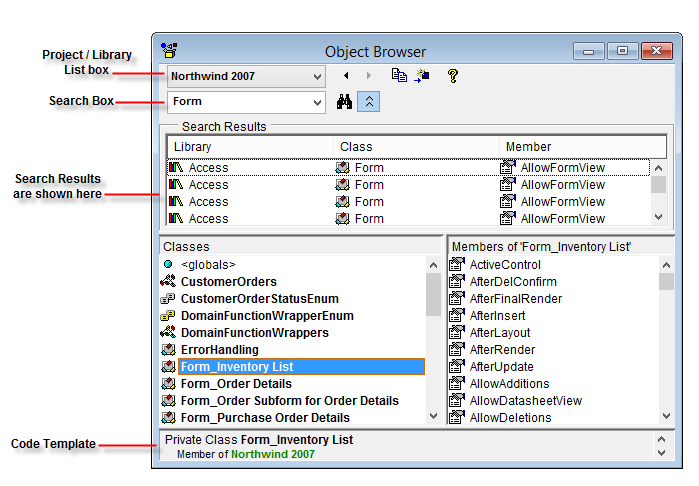 Object Browser
Project / Library
List box
Northwind 2007
Search Box
Form
Search Results
Library Class Member
Access Form AllowFormView
Access Form AllowFormView
Access Form AllowFormView
Access Form AllowFormView
Search Results
are shown here
Classes
<globals>
CustomerOrders
CustomerOrderStatusEnum
DomainFunctionWrapperEnum
DomainFunctionWrappers
ErrorHandling
Form_Inventory List
Form_Order Details
Form_Order Subform for Order Details
Form_Purchase Order Details
Members of 'Form_Inventory List'
ActiveControl
AfterDelConfirm
AfterFinalRender
AfterInsert
AfterLayout
AfterRender
AfterUpdate
AllowAdditions
AllowDatasheetView
AllowDeletions
Code Template
Private Class Form_Inventory List
Member of Northwind 2007